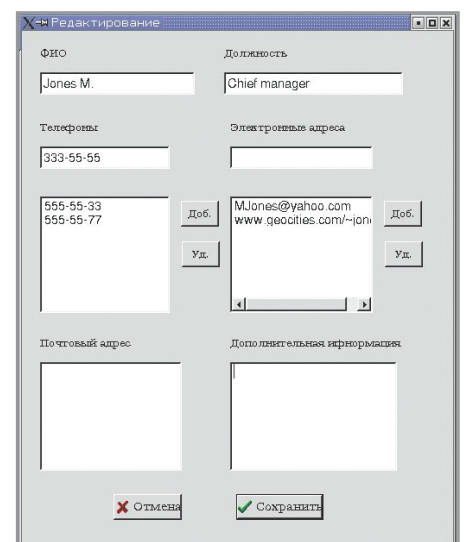 Редактирование
ФИО
Должность
Jones M.
Chief manager
Телефоны
Электронные адреса
333-55-55
555-55-33
555-55-77
Доб.
Уд.
MJones@yahoo.com
www.geocities.com/~jon
Доб.
Уд.
Почтовый адрес
Дополнительная ифнормация
Отмена
Сохранить